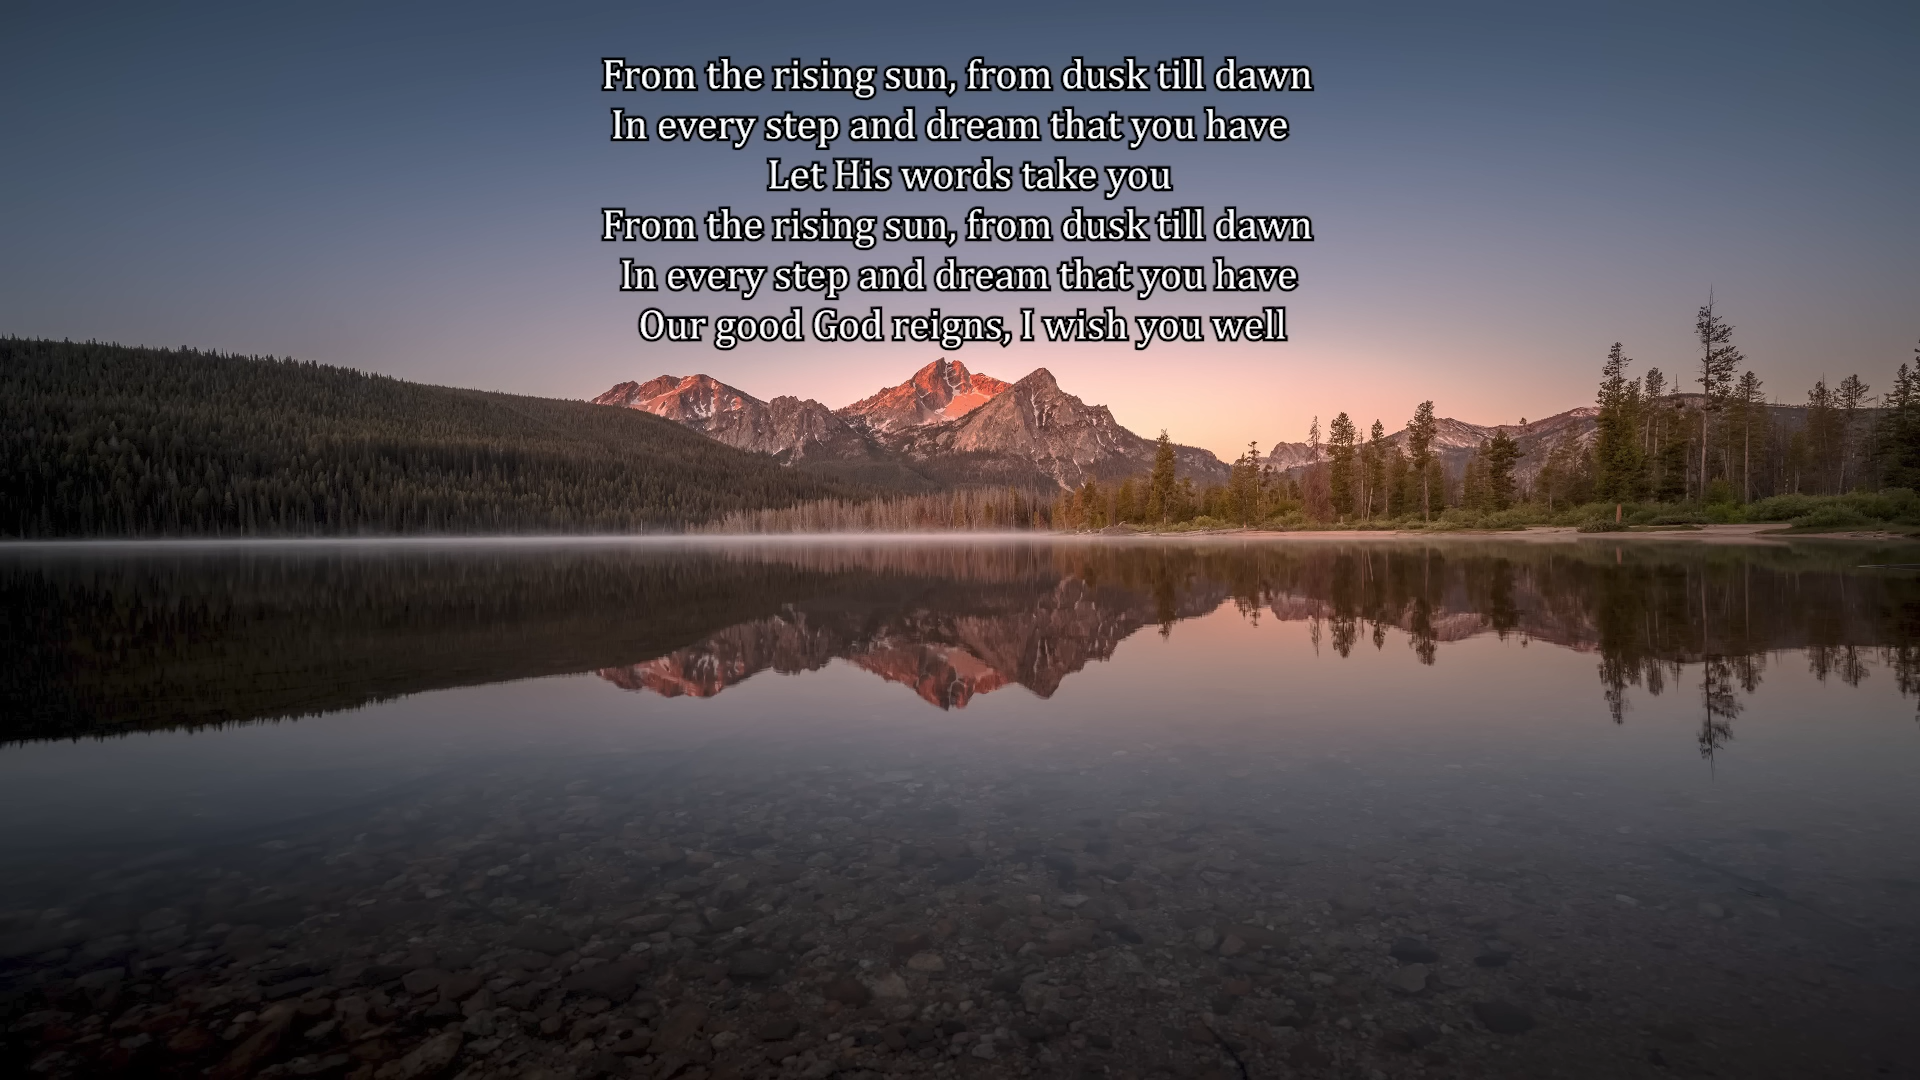 From the rising sun, from dusk till dawn
In every step and dream that you have
Let His words take you
From the rising sun, from dusk till dawn
In every step and dream that you have
Our good God reigns, I wish you well